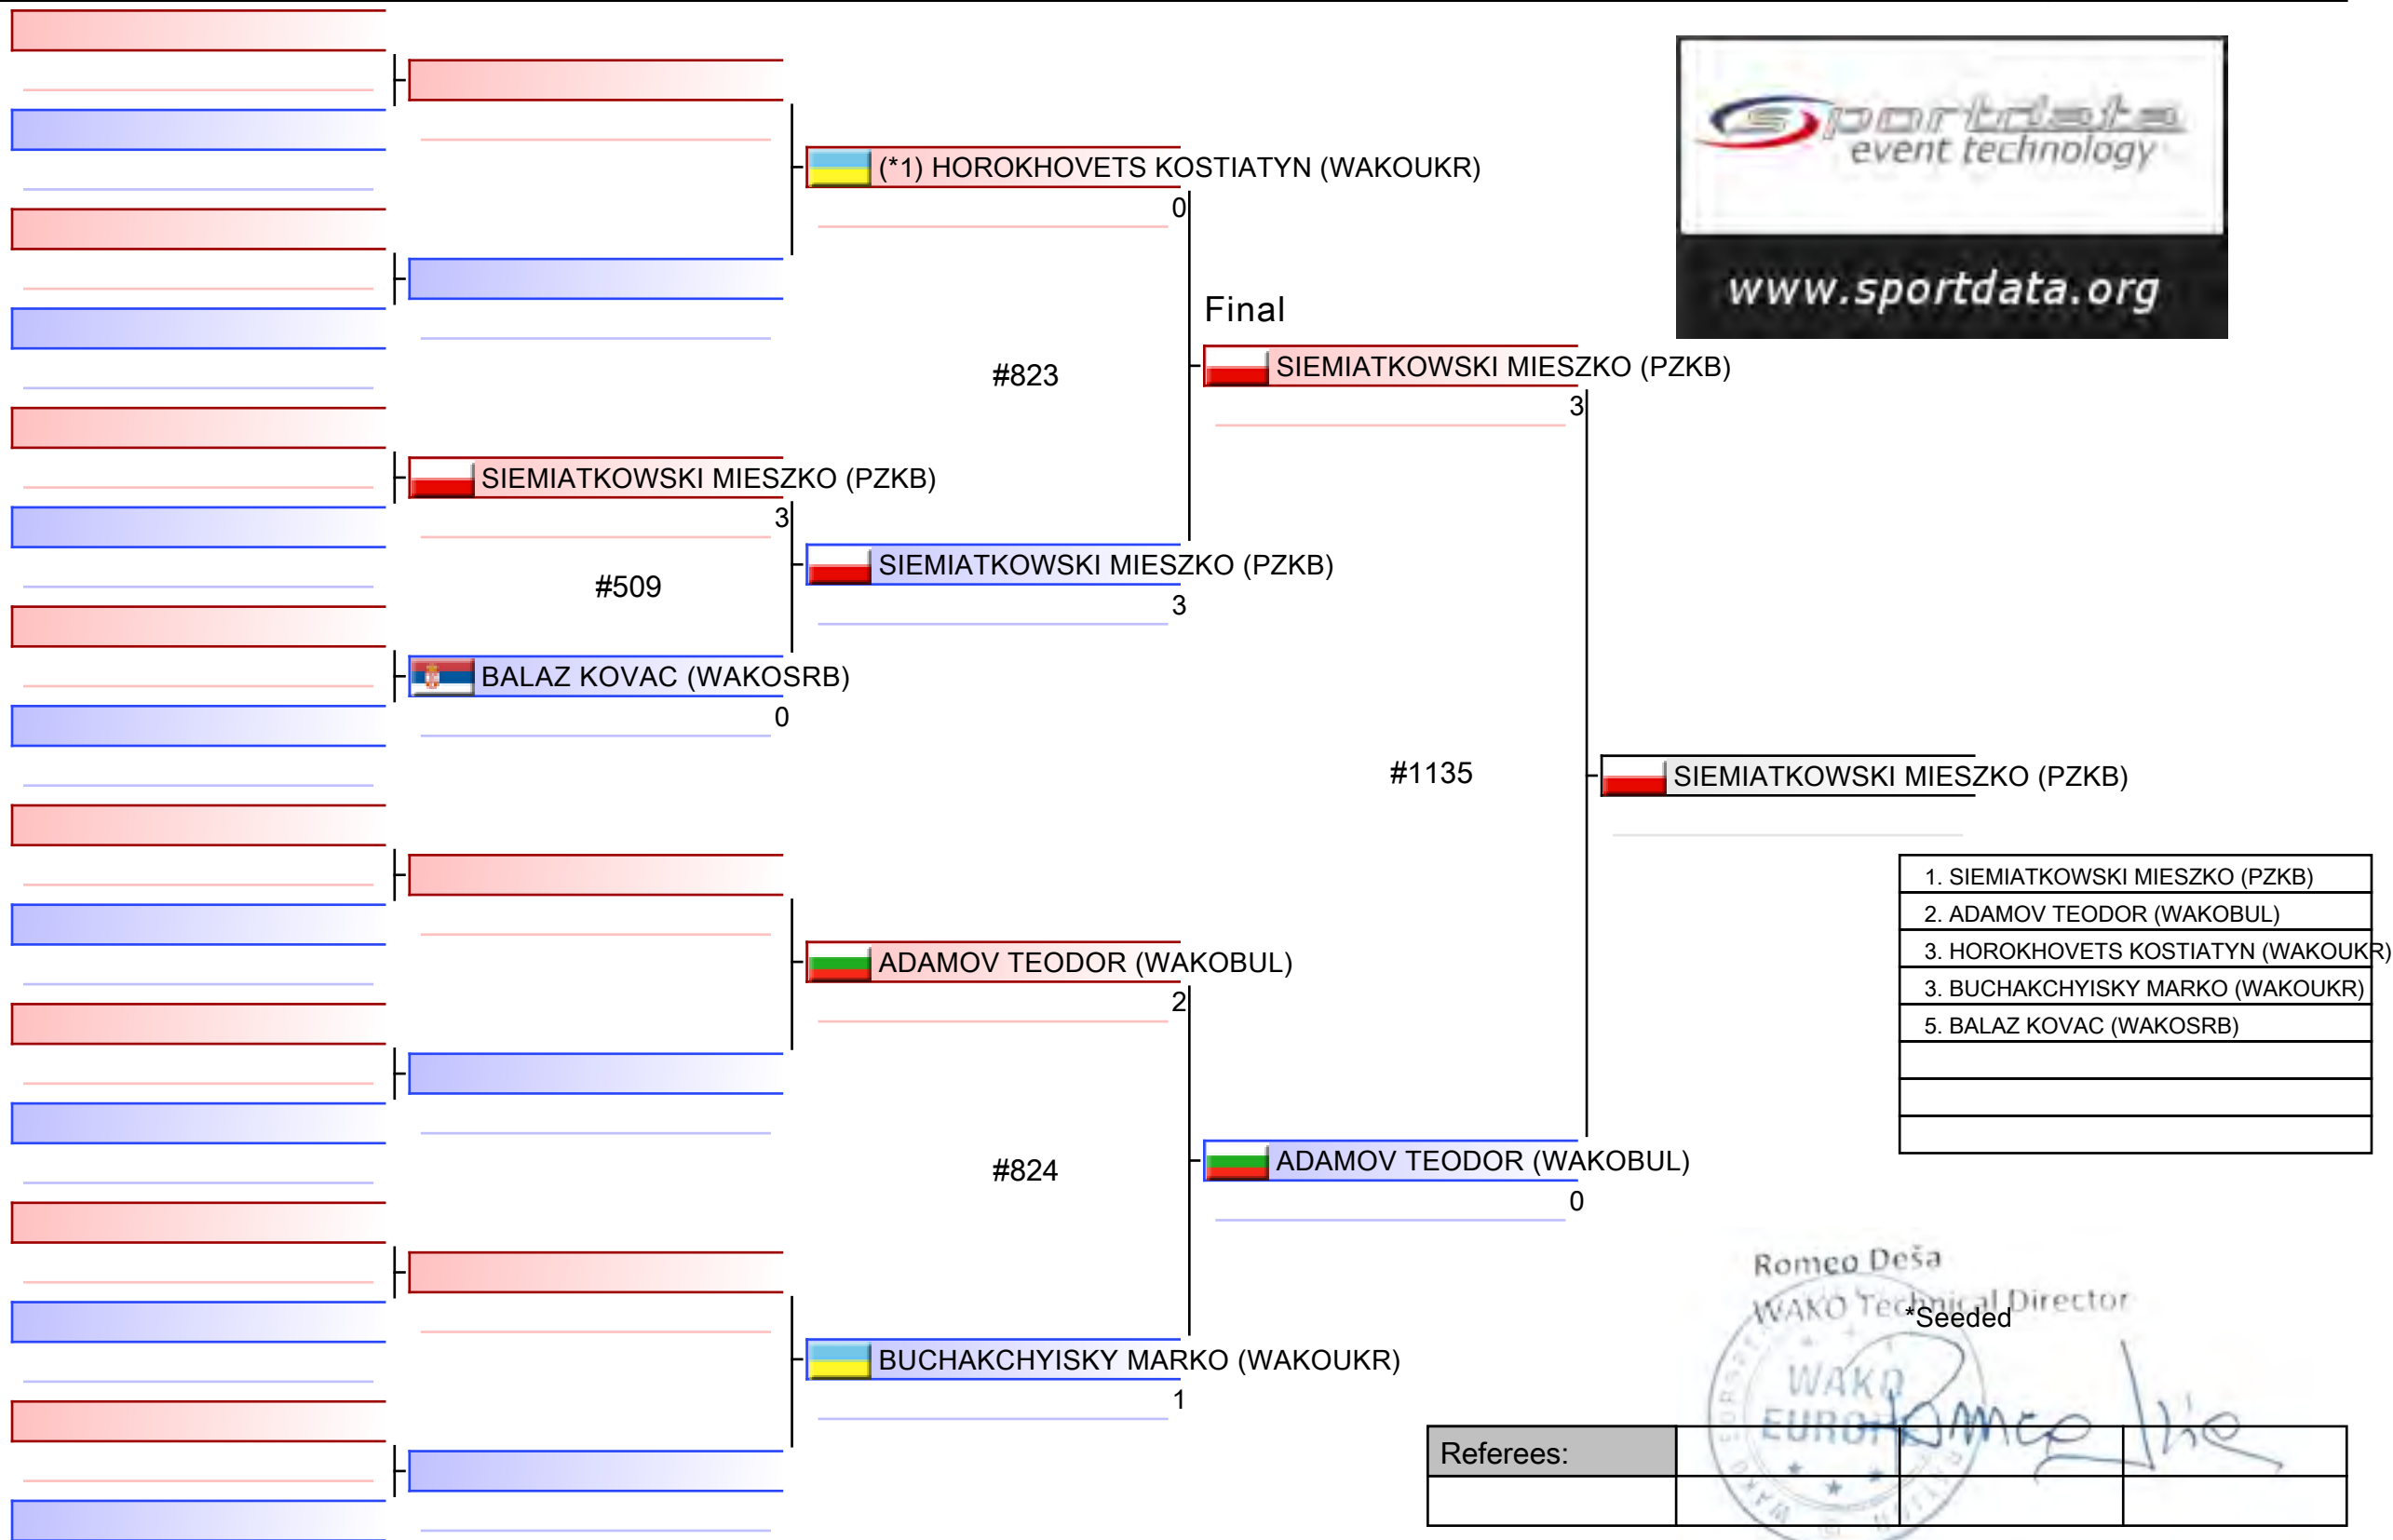 sportdata
event technology
www.sportdata.org
(*1) HOROKHOVETS KOSTIATYN (WAKOUKR)
0
Final
#823
SIEMIATKOWSKI MIESZKO (PZKB)
3
SIEMIATKOWSKI MIESZKO (PZKB)
3
#509
SIEMIATKOWSKI MIESZKO (PZKB)
3
BALAZ KOVAC (WAKOSRB)
0
#1135
SIEMIATKOWSKI MIESZKO (PZKB)
1. SIEMIATKOWSKI MIESZKO (PZKB)
2. ADAMOV TEODOR (WAKOBUL)
3. HOROKHOVETS KOSTIATYN (WAKOUKR)
3. BUCHAKCHYISKY MARKO (WAKOUKR)
5. BALAZ KOVAC (WAKOSRB)
ADAMOV TEODOR (WAKOBUL)
2
#824
ADAMOV TEODOR (WAKOBUL)
0
BUCHAKCHYISKY MARKO (WAKOUKR)
1
Romeo Deša
WAKO Technical Director
*Seeded
WAKO
EUROPE
Referees: